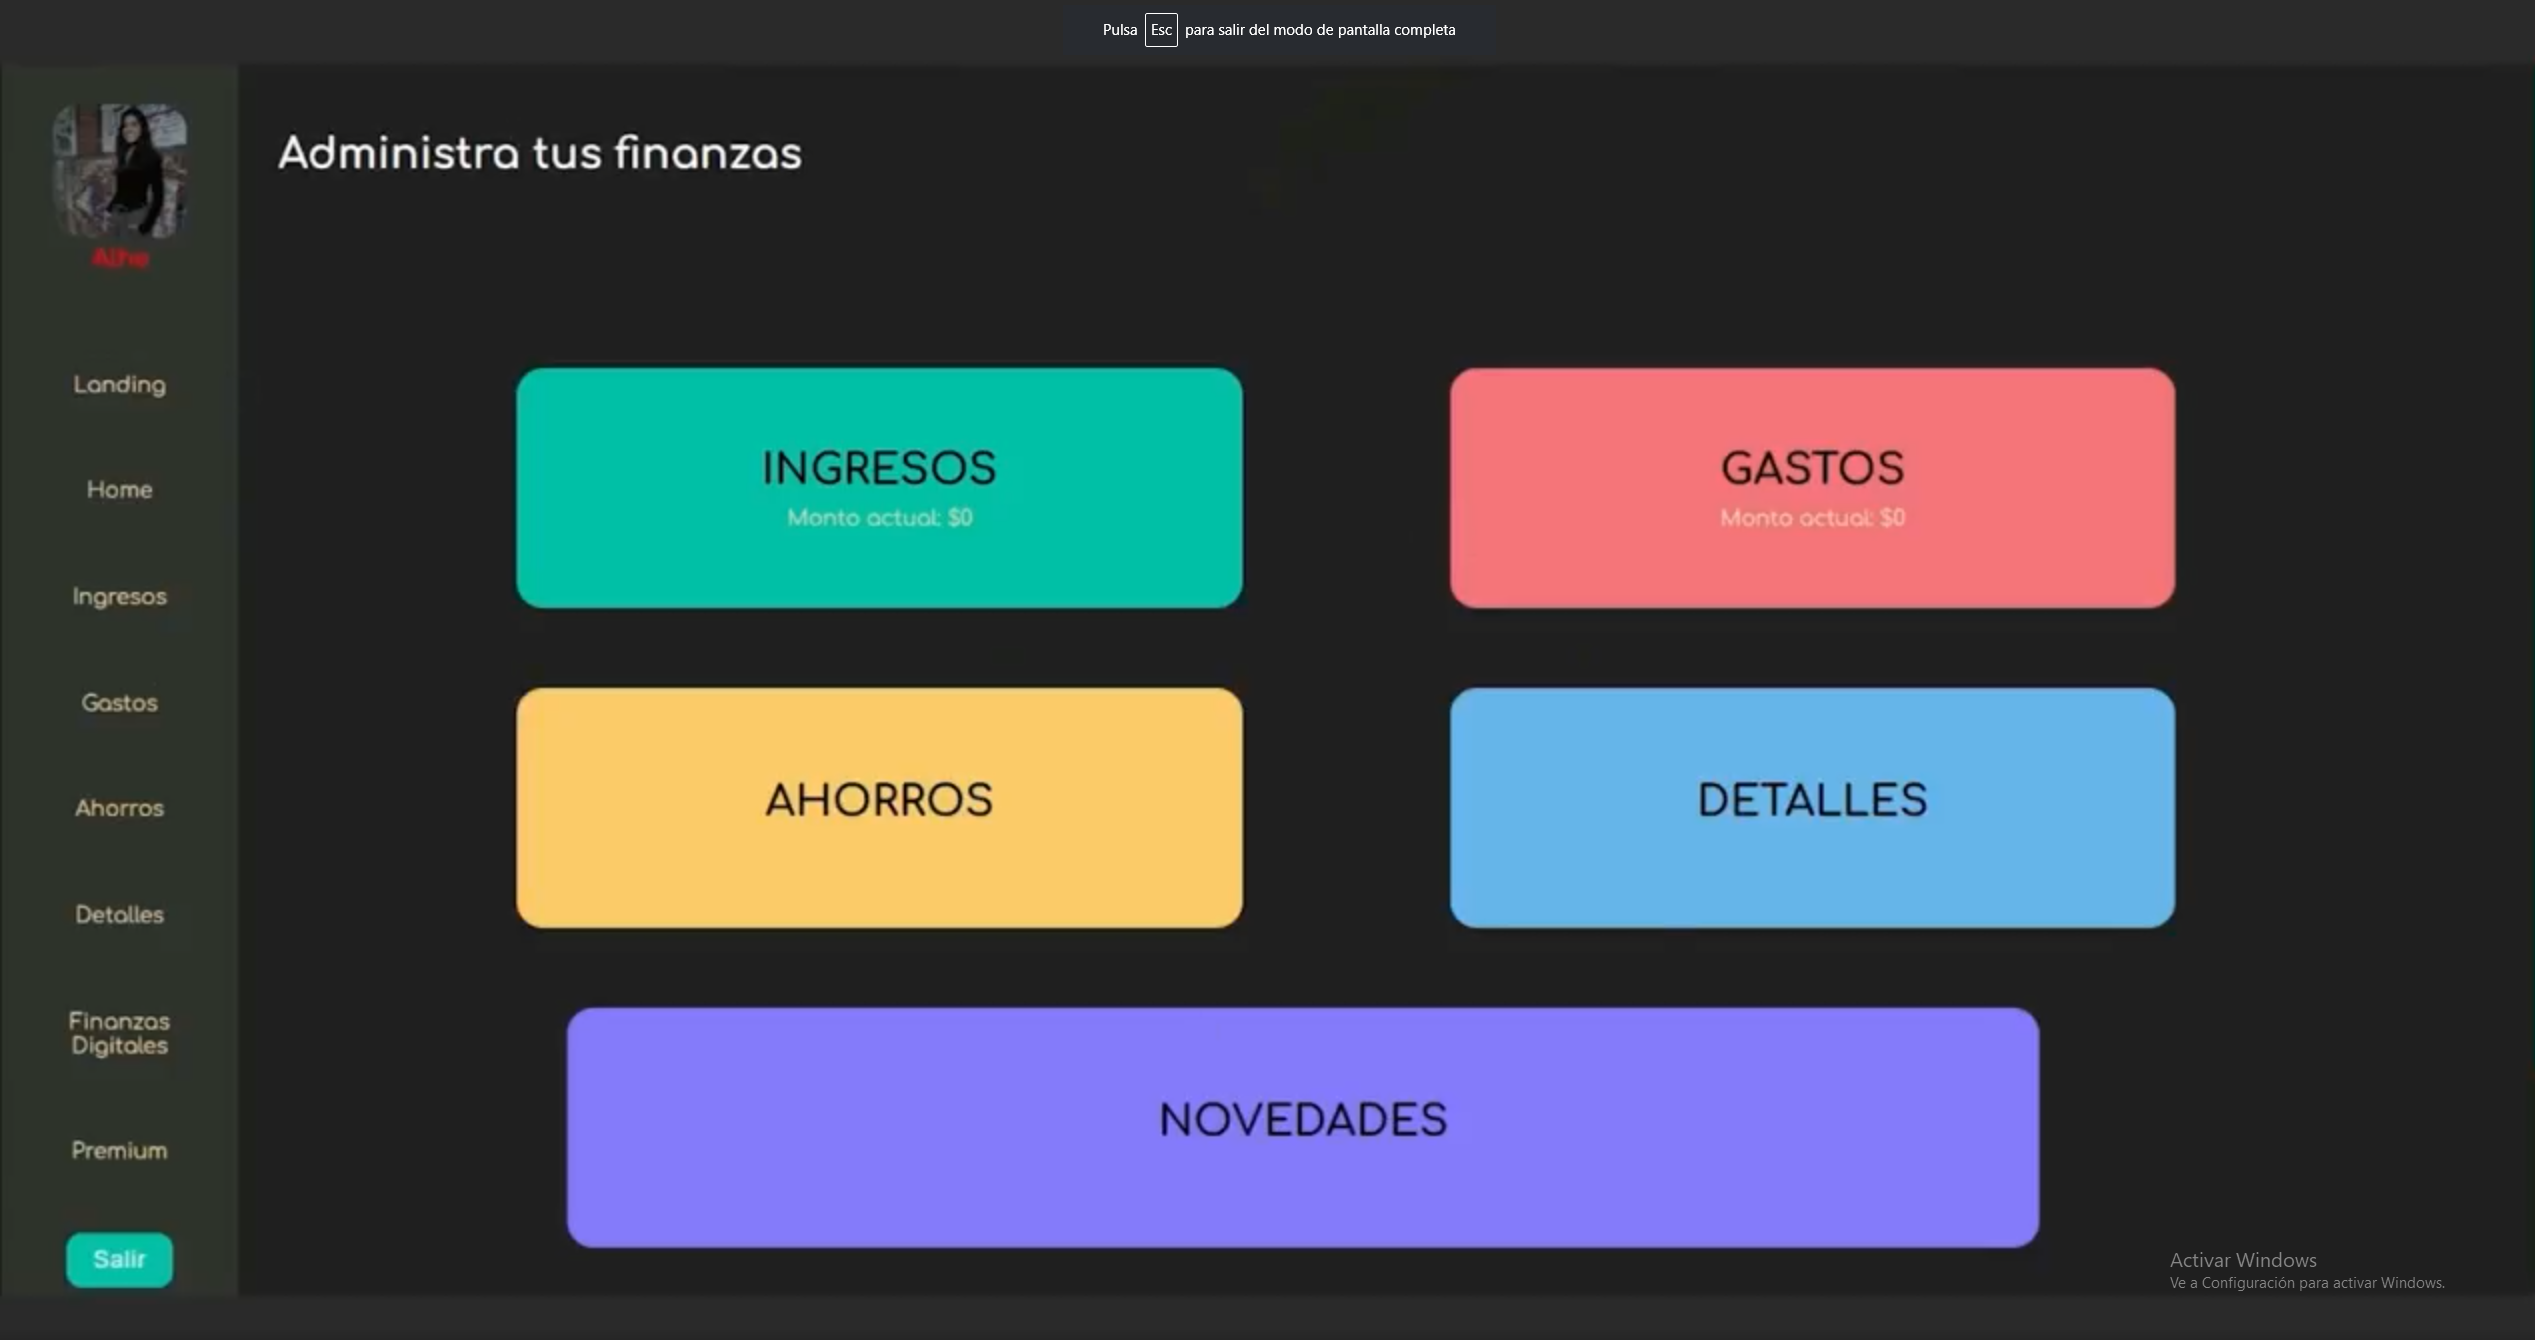 Pulsa Esc para salir del modo de pantalla completa
Administra tus finanzas
Landing
Home
Ingresos
Gastos
Ahorros
Detalles
Finanzas
Digitales
Premium
Salir
INGRESOS
Monto actual: $0
GASTOS
Monto actual: $0
AHORROS
DETALLES
NOVEDADES
Activar Windows
Ve a Configuración para activar Windows.